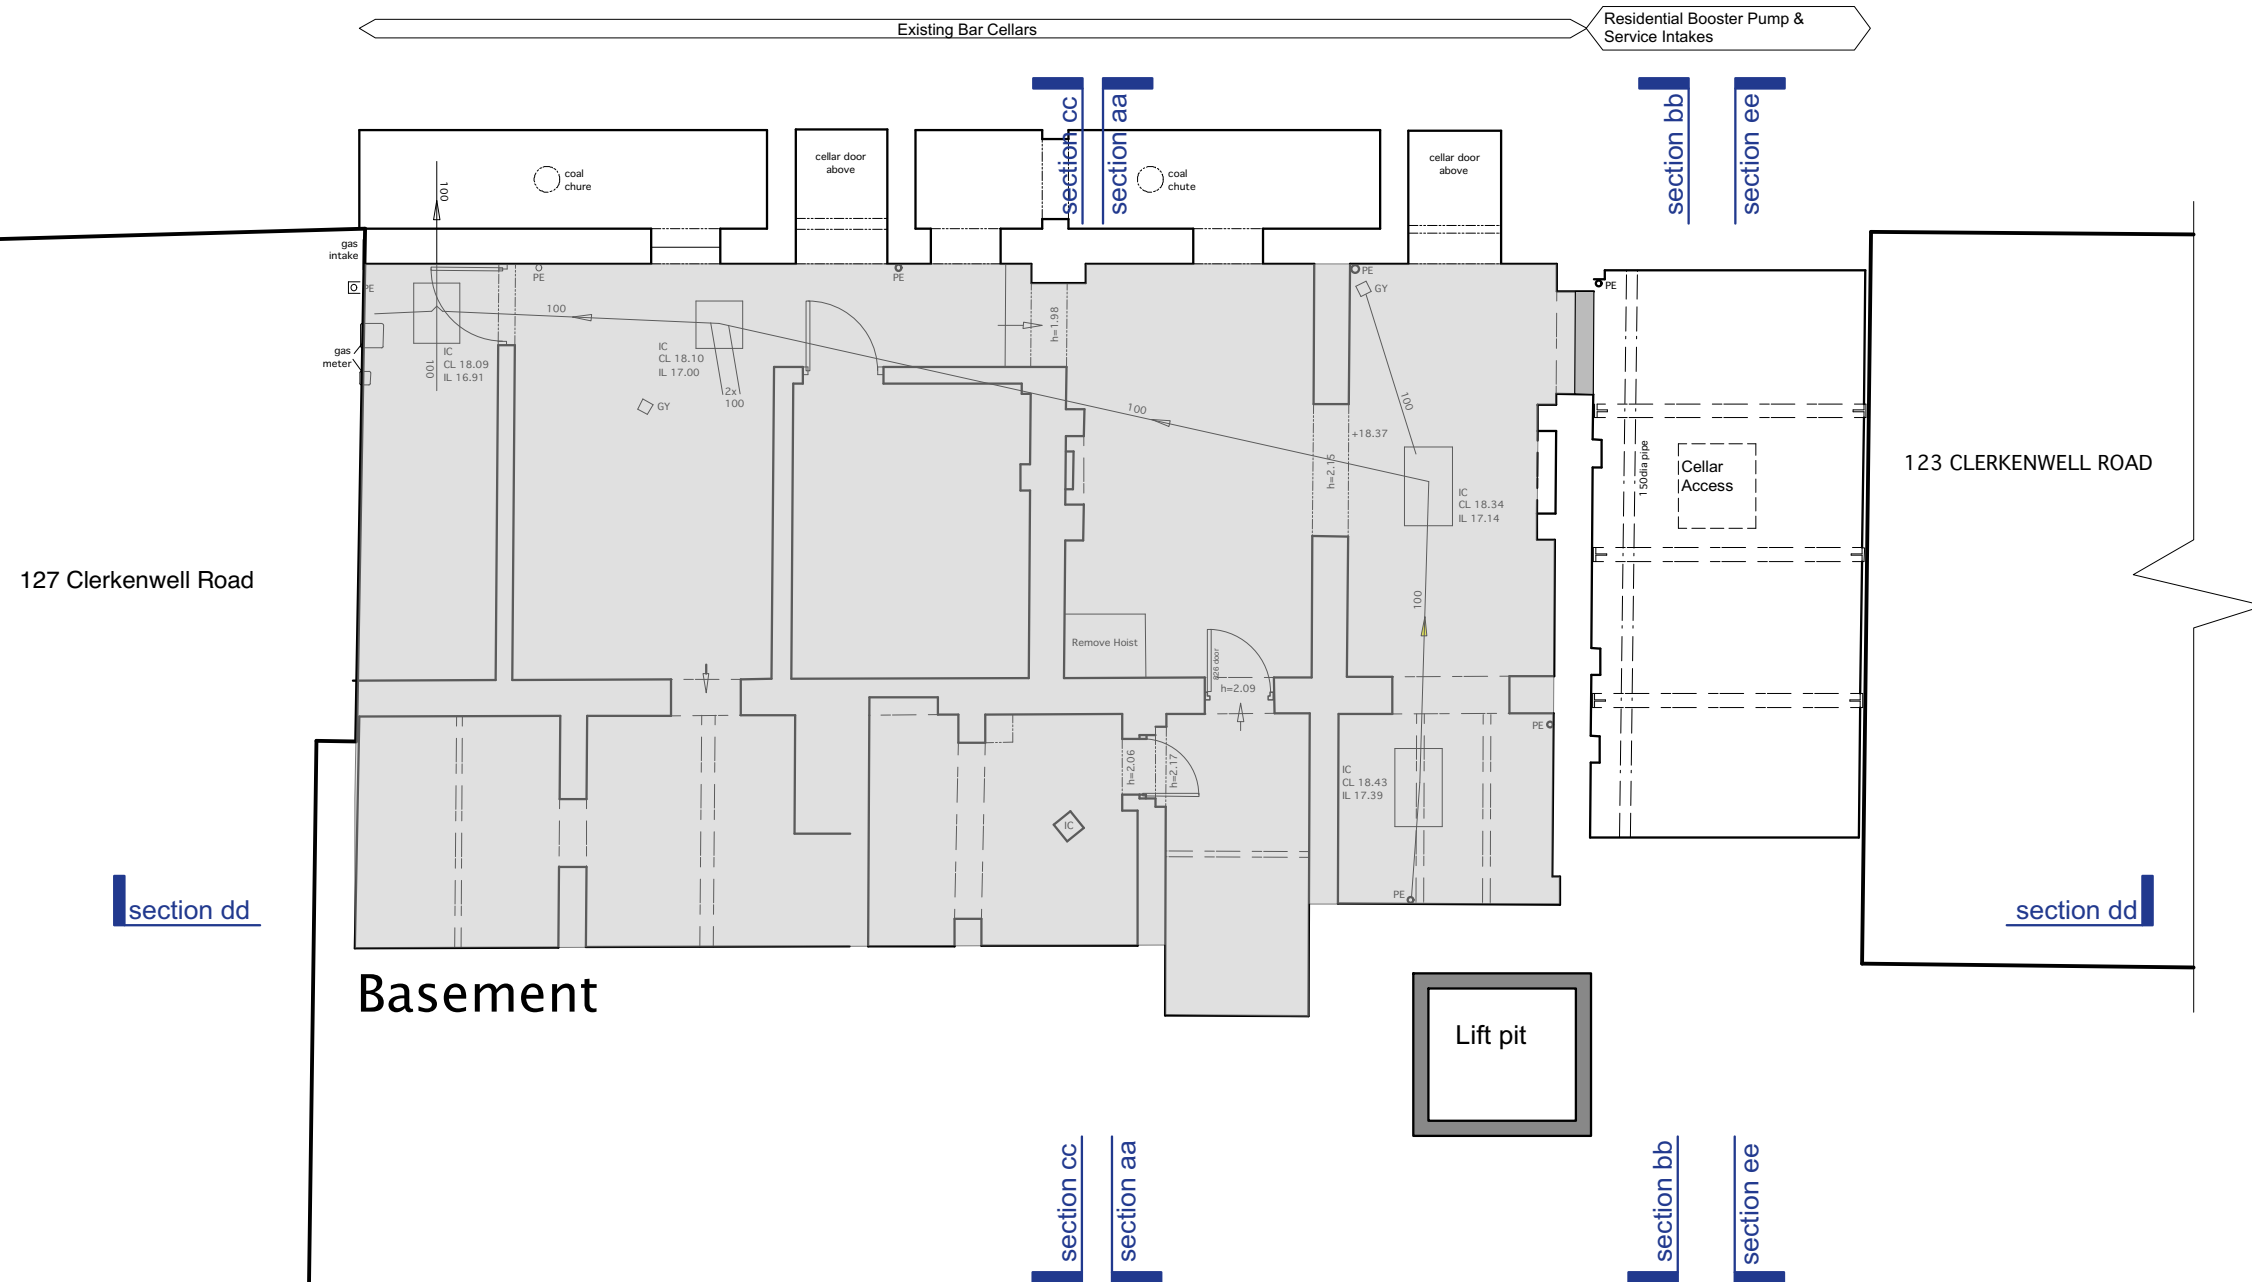 Existing Bar Cellars
Residential Booster Pump &
Service Intakes
section cc
section aa
section bb
section ee
coal
chure
cellar door
above
coal
chute
cellar door
above
100
gas
intake
PE
PE
PE
PE
GY
PE
100
h=1.98
gas
meter
100
IC
CL 18.09
IL 16.91
IC
CL 18.10
IL 17.00
2x
100
GY
100
100
+18.37
h=2.15
IC
CL 18.34
IL 17.14
150dia pipe
Cellar
Access
123 CLERKENWELL ROAD
127 Clerkenwell Road
100
Remove Hoist
826 door
h=2.09
PE
h=2.06
h=2.17
IC
CL 18.43
IL 17.39
IC
PE
section dd
section dd
Basement
Lift pit
section cc
section aa
section bb
section ee